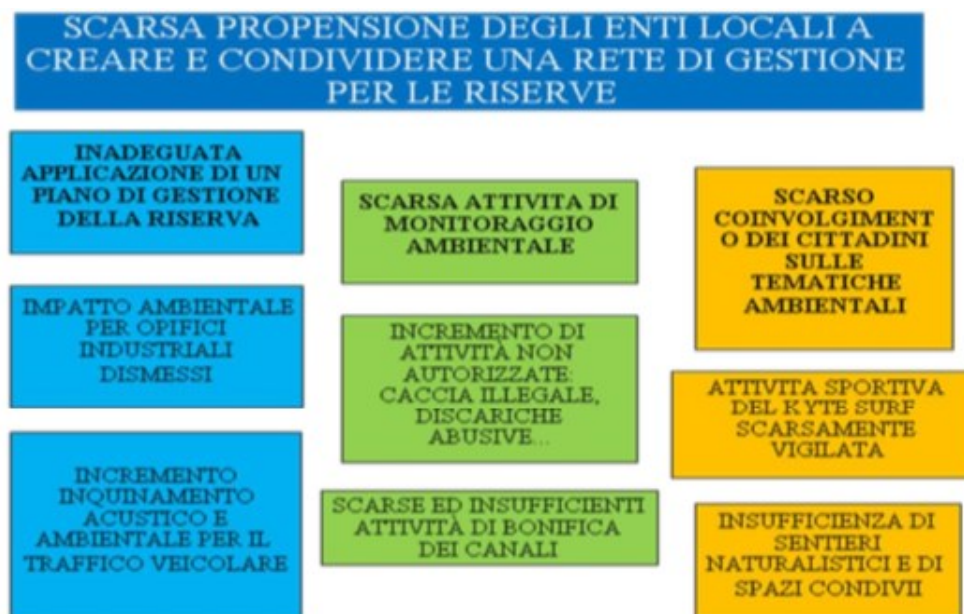 SCARSA PROPENSIONE DEGLI ENTI LOCALI A
CREARE E CONDIVIDERE UNA RETE DI GESTIONE
PER LE RISERVE
INADEGUATA
APPLICAZIONE DI UN
PIANO DI GESTIONE
DELLA RISERVA
IMPATTO AMBIENTALE
PER OPIFICI
INDUSTRIALI
DISMESSI
INCREMENTO
INQUINAMENTO
ACUSTICO E
AMBIENTALE PER IL
TRAFFICO VEICOLARE
SCARSA ATTIVITA DI
MONITORAGGIO
AMBIENTALE
INCREMENTO DI
ATTIVITÀ NON
AUTORIZZATE:
CACCIA ILLEGALE,
DISCARICHE
ABUSIVE...
SCARSE ED INSUFFICIENTI
ATTIVITÀ DI BONIFICA
DEI CANALI
SCARSO
COINVOLGIMENT
O DEI CITTADINI
SULLE
TEMATICHE
AMBIENTALI
ATTIVITA SPORTIVA
DEL KYTE SURF
SCARSAMENTE
VIGILATA
INSUFFICIENZA DI
SENTIERI
NATURALISTICI E DI
SPAZI CONDIVII